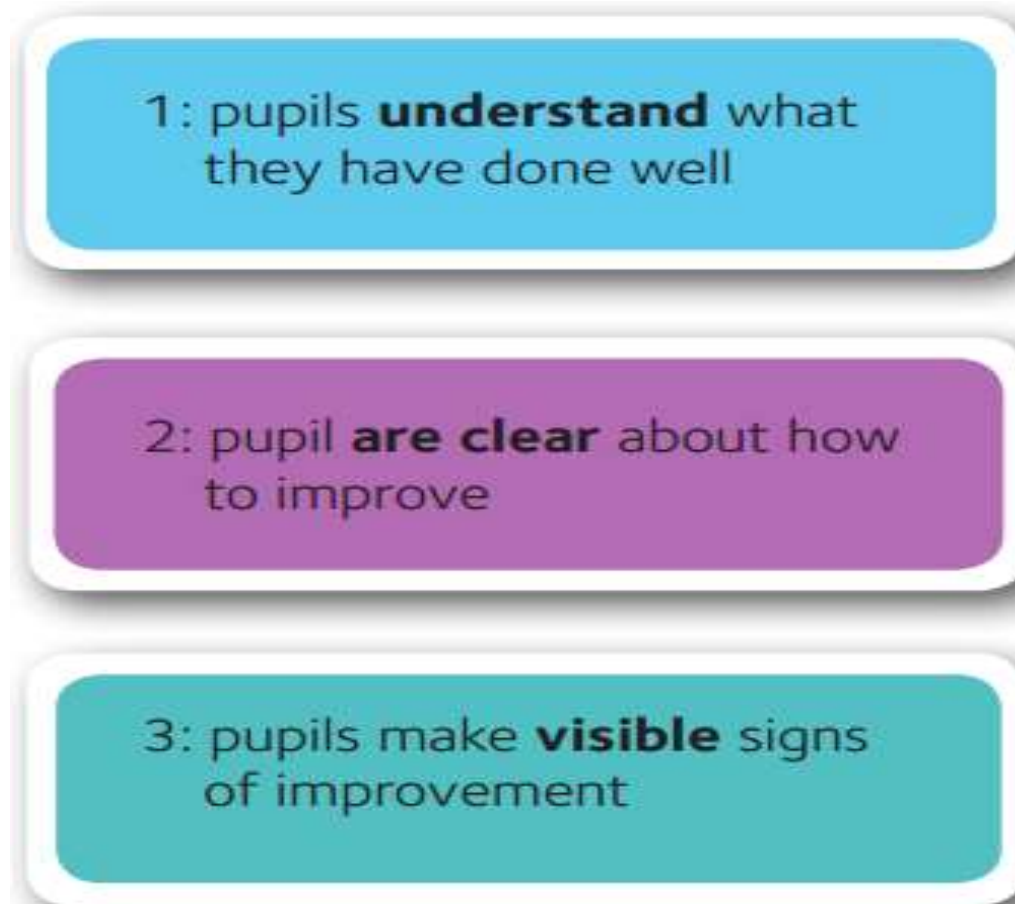 1: pupils understand what
they have done well
2: pupil are clear about how
to improve
3: pupils make visible signs
of improvement